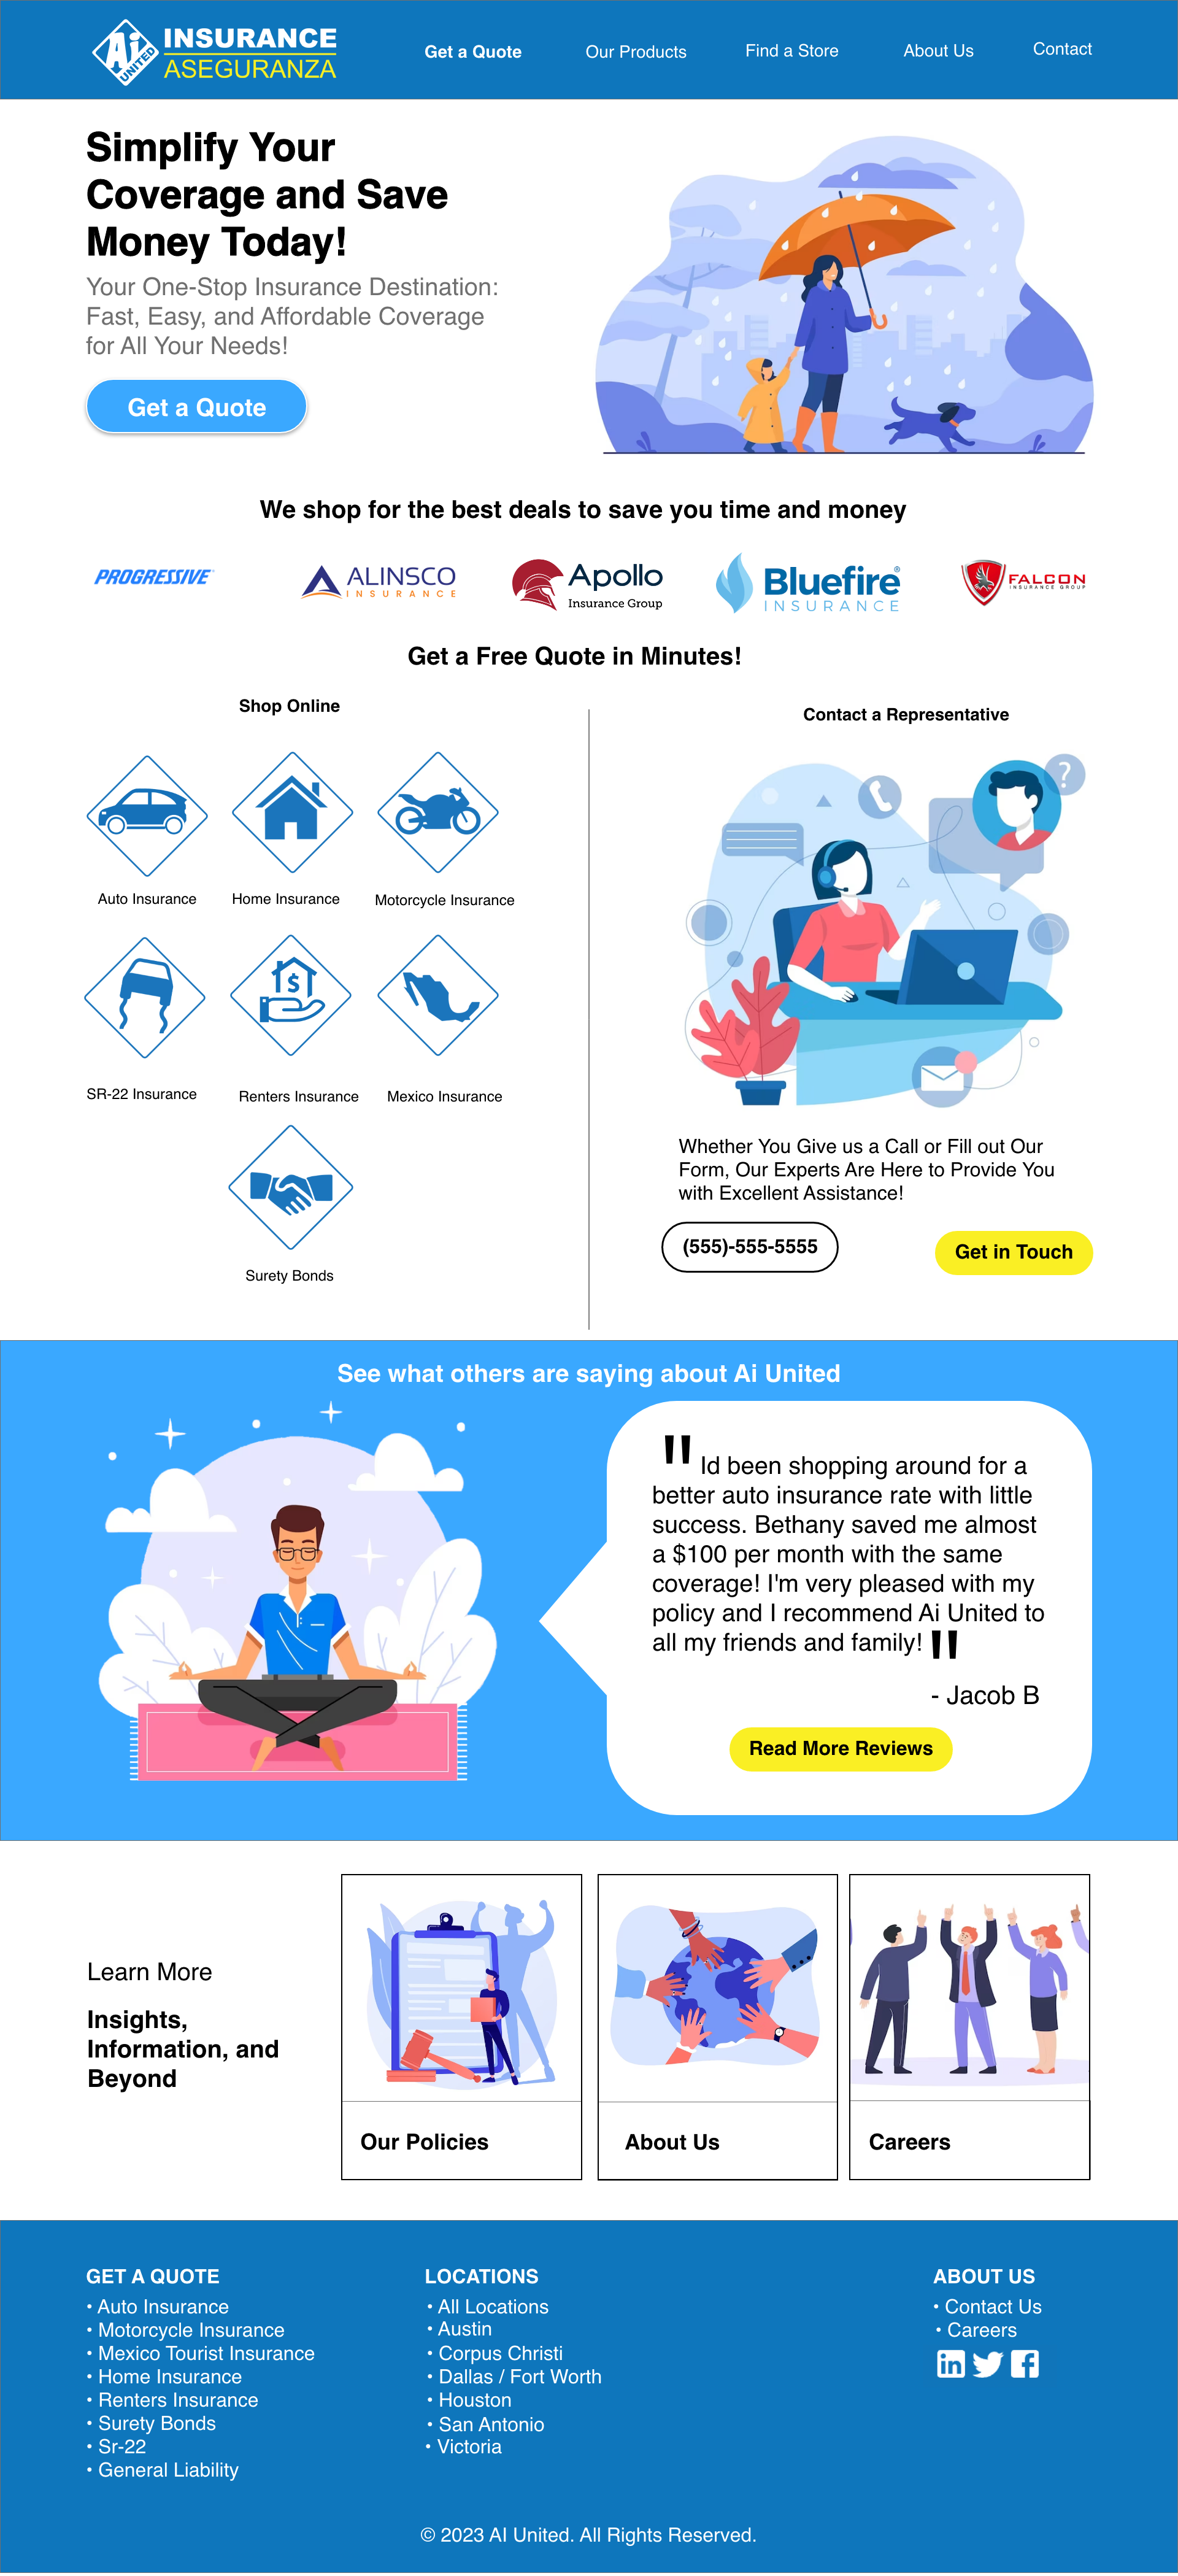 Ai UNITED
INSURANCE
ASEGURANZA
Get a Quote
Our Products
Find a Store
About Us
Contact
Simplify Your
Coverage and Save
Money Today!
Your One-Stop Insurance Destination:
Fast, Easy, and Affordable Coverage
for All Your Needs!
Get a Quote
We shop for the best deals to save you time and money
PROGRESSIVE
ALINSCO
INSURANCE
Apollo
Insurance Group
Bluefire®
INSURANCE
FALCON
INSURANCE GROUP
Get a Free Quote in Minutes!
Shop Online
Auto Insurance
Home Insurance
Motorcycle Insurance
$
SR-22 Insurance
Renters Insurance
Mexico Insurance
Surety Bonds
Contact a Representative
?
Whether You Give us a Call or Fill out Our
Form, Our Experts Are Here to Provide You
with Excellent Assistance!
(555)-555-5555
Get in Touch
See what others are saying about Ai United
"Id been shopping around for a
better auto insurance rate with little
success. Bethany saved me almost
a $100 per month with the same
coverage! I'm very pleased with my
policy and I recommend Ai United to
all my friends and family!"
- Jacob B
Read More Reviews
Learn More
Insights,
Information, and
Beyond
Our Policies
About Us
Careers
GET A QUOTE
• Auto Insurance
• Motorcycle Insurance
• Mexico Tourist Insurance
• Home Insurance
• Renters Insurance
• Surety Bonds
• Sr-22
• General Liability
LOCATIONS
• All Locations
• Austin
• Corpus Christi
• Dallas / Fort Worth
• Houston
• San Antonio
• Victoria
ABOUT US
• Contact Us
• Careers
in
f
© 2023 AI United. All Rights Reserved.